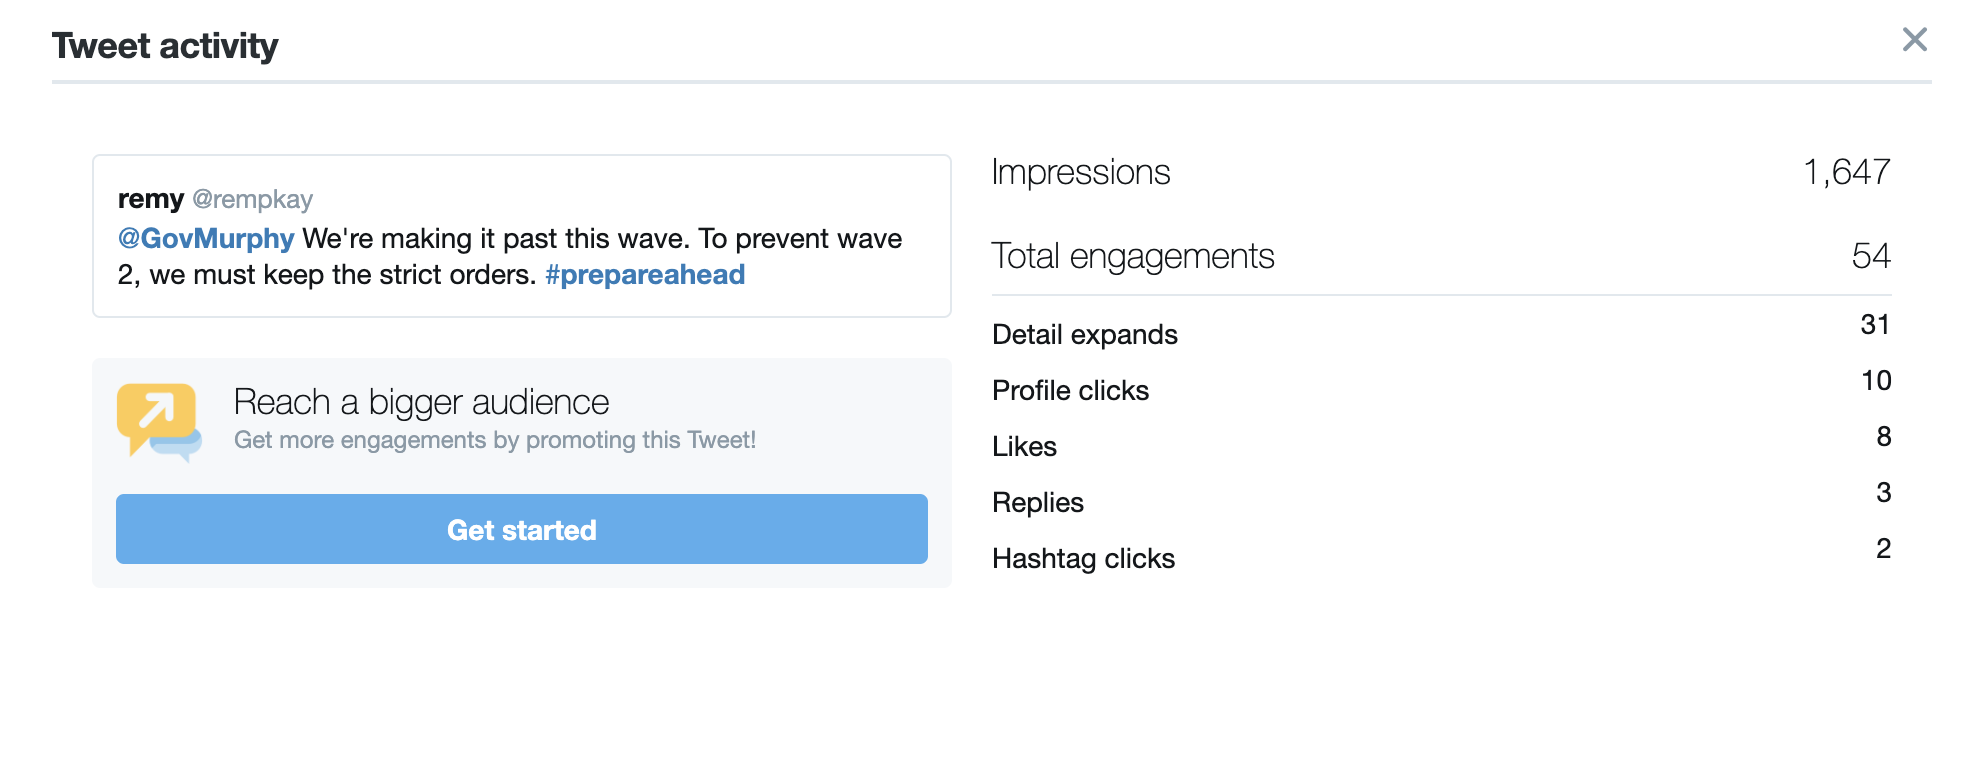 Tweet activity
remy @rempkay
@GovMurphy We're making it past this wave. To prevent wave
2, we must keep the strict orders. #prepareahead
Reach a bigger audience
Get more engagements by promoting this Tweet!
Get started
Impressions 1,647
Total engagements 54
Detail expands 31
Profile clicks 10
Likes 8
Replies 3
Hashtag clicks 2